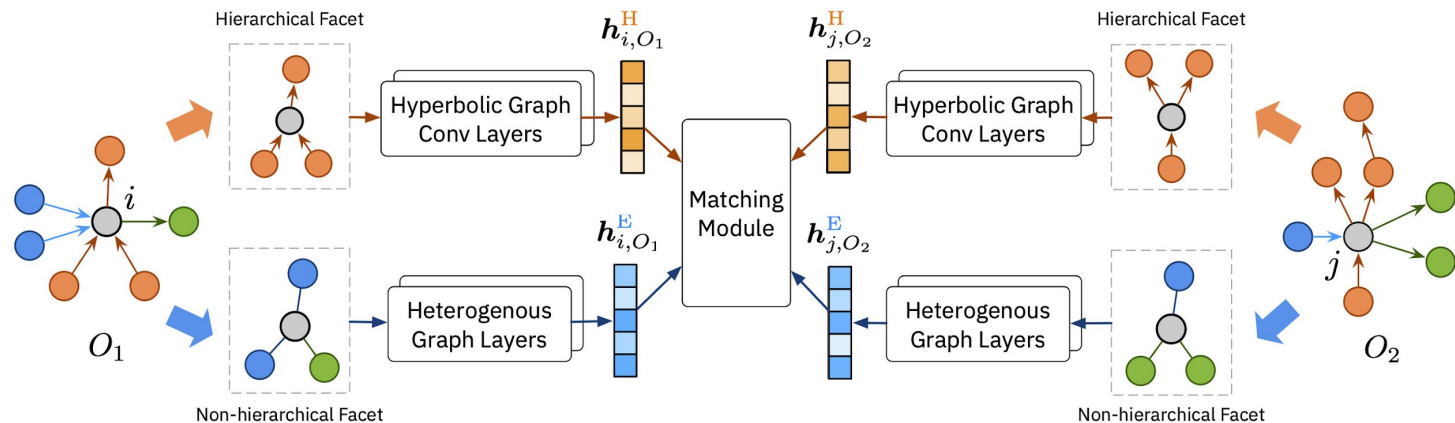 Hierarchical Facet
Hyperbolic Graph
Conv Layers
h^H_{i,O_1}
h^H_{j,O_2}
Hyperbolic Graph
Conv Layers
Hierarchical Facet
i
O_1
Matching
Module
j
O_2
Heterogenous
Graph Layers
h^E_{i,O_1}
h^E_{j,O_2}
Heterogenous
Graph Layers
Non-hierarchical Facet
Non-hierarchical Facet